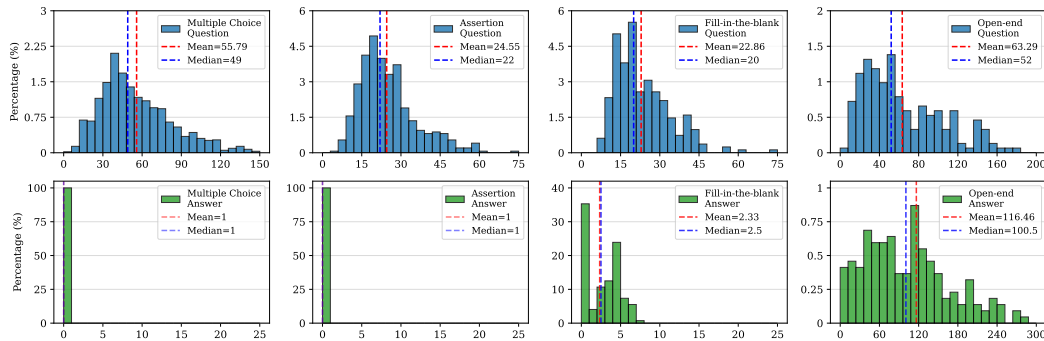 Percentage (%)
3
2.25
1.5
0.75
0
0 30 60 90 120 150
Multiple Choice
Question
Mean=55.79
Median=49
6
4.5
3
1.5
0
0 15 30 45 60 75
Assertion
Question
Mean=24.55
Median=22
6
4.5
3
1.5
0
0 15 30 45 60 75
Fill-in-the-blank
Question
Mean=22.86
Median=20
2
1.5
1
0.5
0
0 40 80 120 160 200
Open-end
Question
Mean=63.29
Median=52
Percentage (%)
100
75
50
25
0
0 5 10 15 20 25
Multiple Choice
Answer
Mean=1
Median=1
100
75
50
25
0
0 5 10 15 20 25
Assertion
Answer
Mean=1
Median=1
40
30
20
10
0
0 5 10 15 20 25
Fill-in-the-blank
Answer
Mean=2.33
Median=2.5
1
0.75
0.5
0.25
0
0 60 120 180 240 300
Open-end
Answer
Mean=116.46
Median=100.5